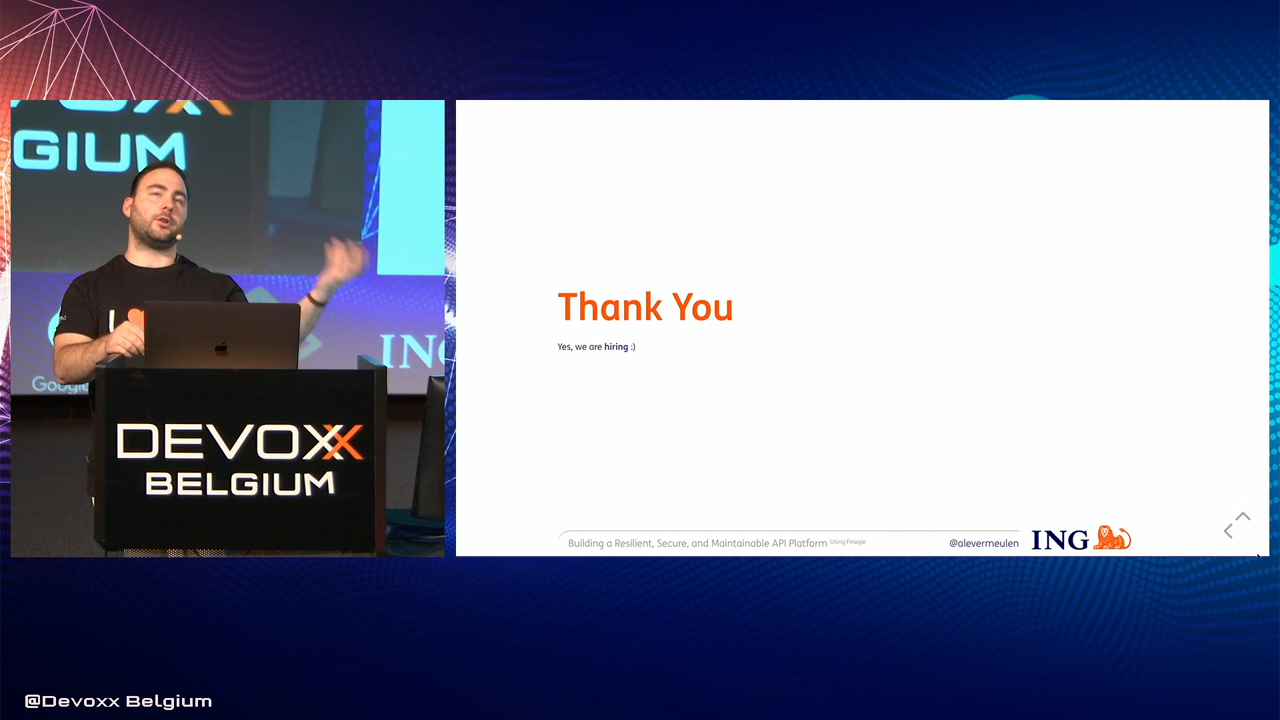 GIUM
ING
Google
DEVOXX
BELGIUM
Thank You
Yes, we are hiring :)
Building a Resilient, Secure, and Maintainable API Platform Using Finagle
@alevermeulen
ING
@Devoxx Belgium